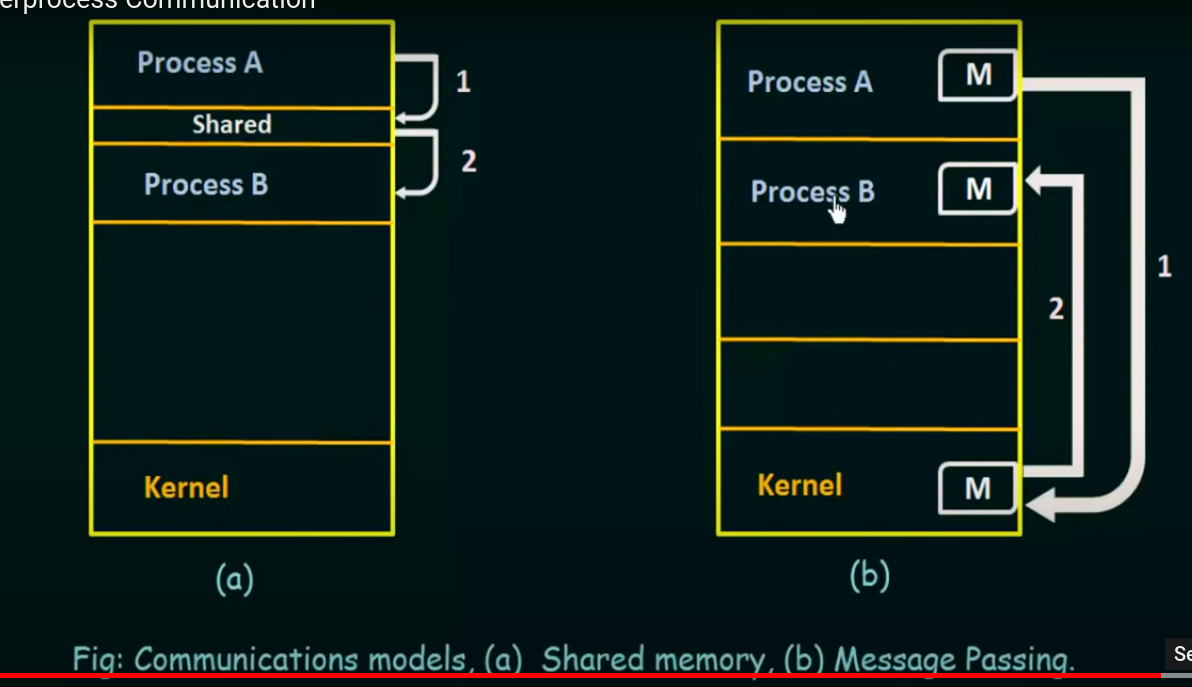 erprocess Communication
Process A
1
Shared
2
Process B
Kernel
(a)
Process A
M
Process B
M
1
2
Kernel
M
(b)
Fig: Communications models, (a) Shared memory, (b) Message Passing.
Se